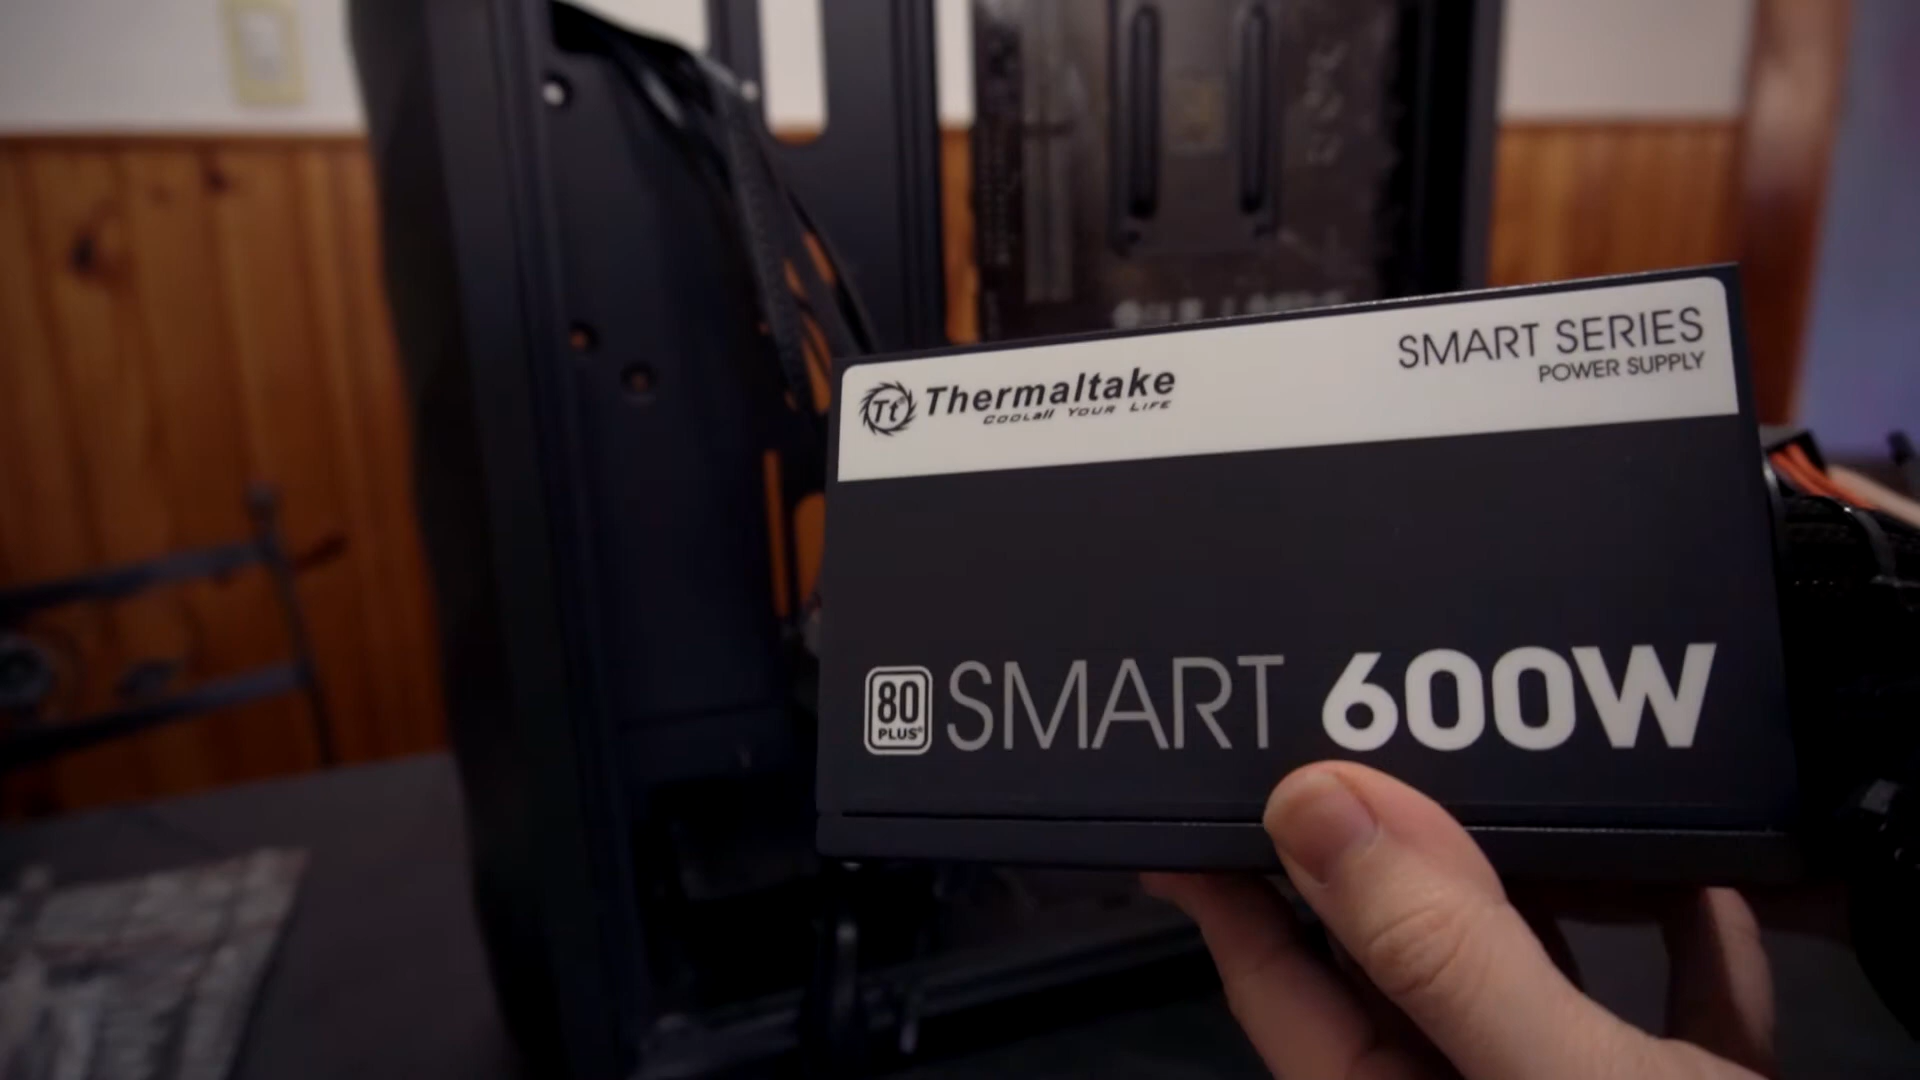 Thermaltake
COOLall YOUR LIFE
SMART SERIES
POWER SUPPLY
80
PLUS®
SMART 600W